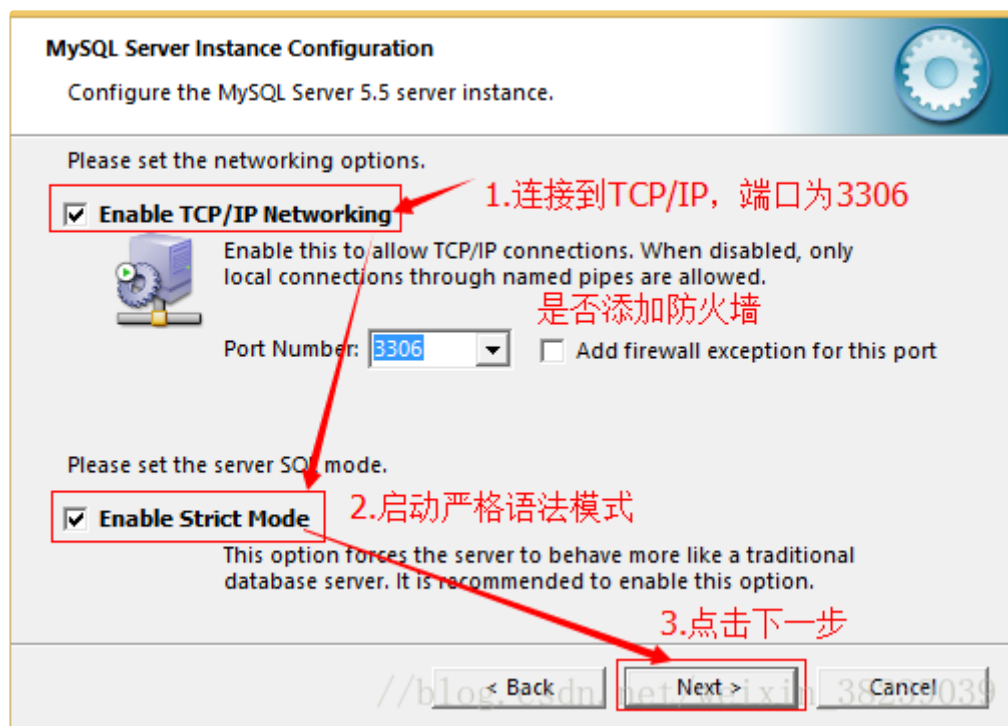 MySQL Server Instance Configuration
Configure the MySQL Server 5.5 server instance.
Please set the networking options.
1.连接到TCP/IP，端口为3306
Enable TCP/IP Networking
Enable this to allow TCP/IP connections. When disabled, only
local connections through named pipes are allowed.
是否添加防火墙
Port Number: 3306 Add firewall exception for this port
Please set the server SQL mode.
Enable Strict Mode 2.启动严格语法模式
This option forces the server to behave more like a traditional
database server. It is recommended to enable this option.
3.点击下一步
< Back Next > Cancel
//blog.csdn.net/weixin_38239039